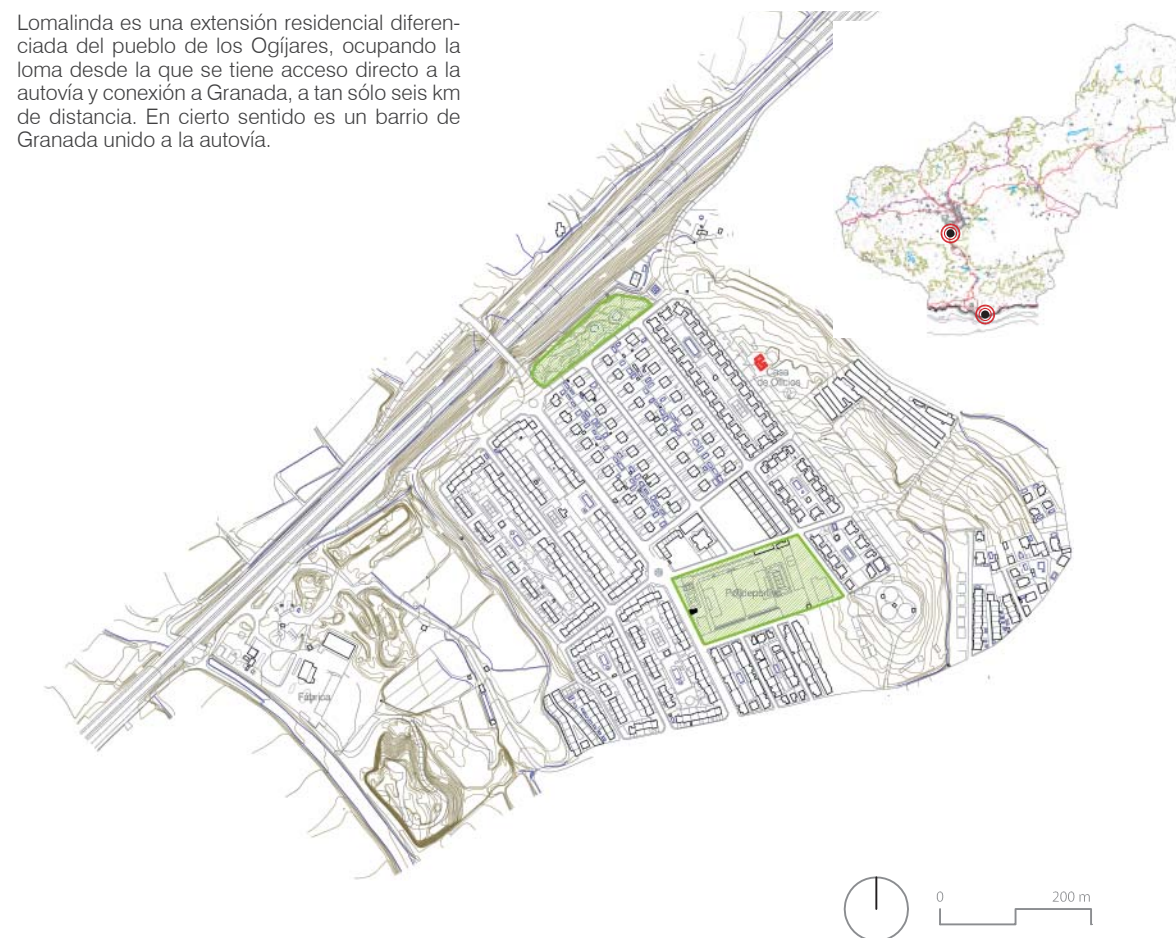 Lomalinda es una extensión residencial diferen-
ciada del pueblo de los Ogíjares, ocupando la
loma desde la que se tiene acceso directo a la
autovía y conexión a Granada, a tan sólo seis km
de distancia. En cierto sentido es un barrio de
Granada unido a la autovía.
Casa
de Oficios
Polideportivo
Fábrica
0
200 m